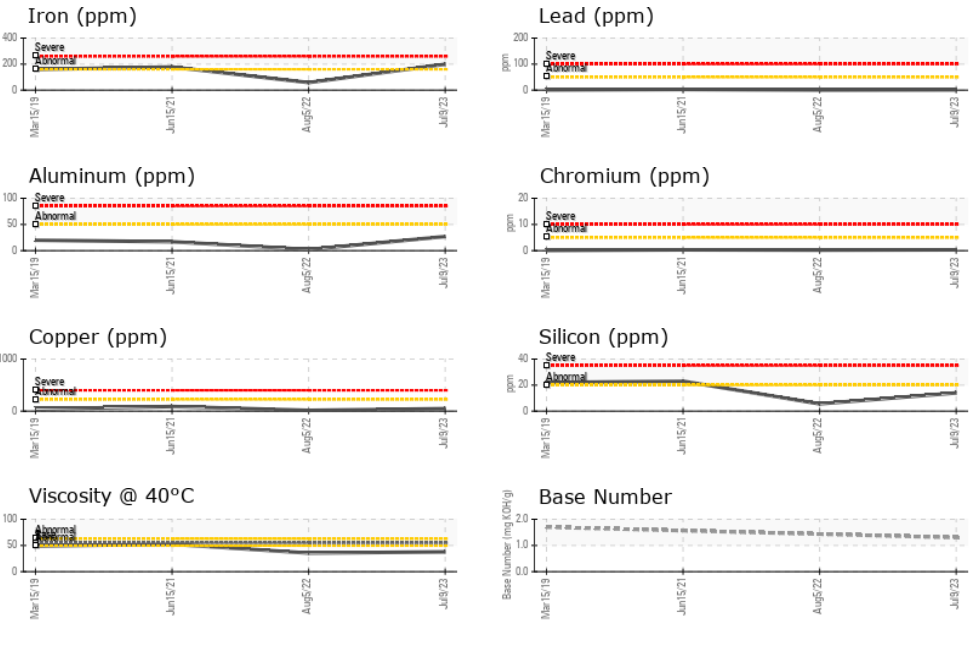 Iron (ppm)
400
200
0
Severe
Abnormal
Mar15/19
Jun15/21
Aug5/22
Jul9/23
Lead (ppm)
ppm
200
100
0
Severe
Abnormal
Mar15/19
Jun15/21
Aug5/22
Jul9/23
Aluminum (ppm)
100
50
0
Severe
Abnormal
Mar15/19
Jun15/21
Aug5/22
Jul9/23
Chromium (ppm)
ppm
20
10
0
Severe
Abnormal
Mar15/19
Jun15/21
Aug5/22
Jul9/23
Copper (ppm)
1000
0
Severe
Abnormal
Mar15/19
Jun15/21
Aug5/22
Jul9/23
Silicon (ppm)
ppm
40
20
0
Severe
Abnormal
Mar15/19
Jun15/21
Aug5/22
Jul9/23
Viscosity @ 40°C
100
50
0
Abnormal
Abnormal
Mar15/19
Jun15/21
Aug5/22
Jul9/23
Base Number
Base Number (mg KOH/g)
2.0
1.0
0.0
Mar15/19
Jun15/21
Aug5/22
Jul9/23